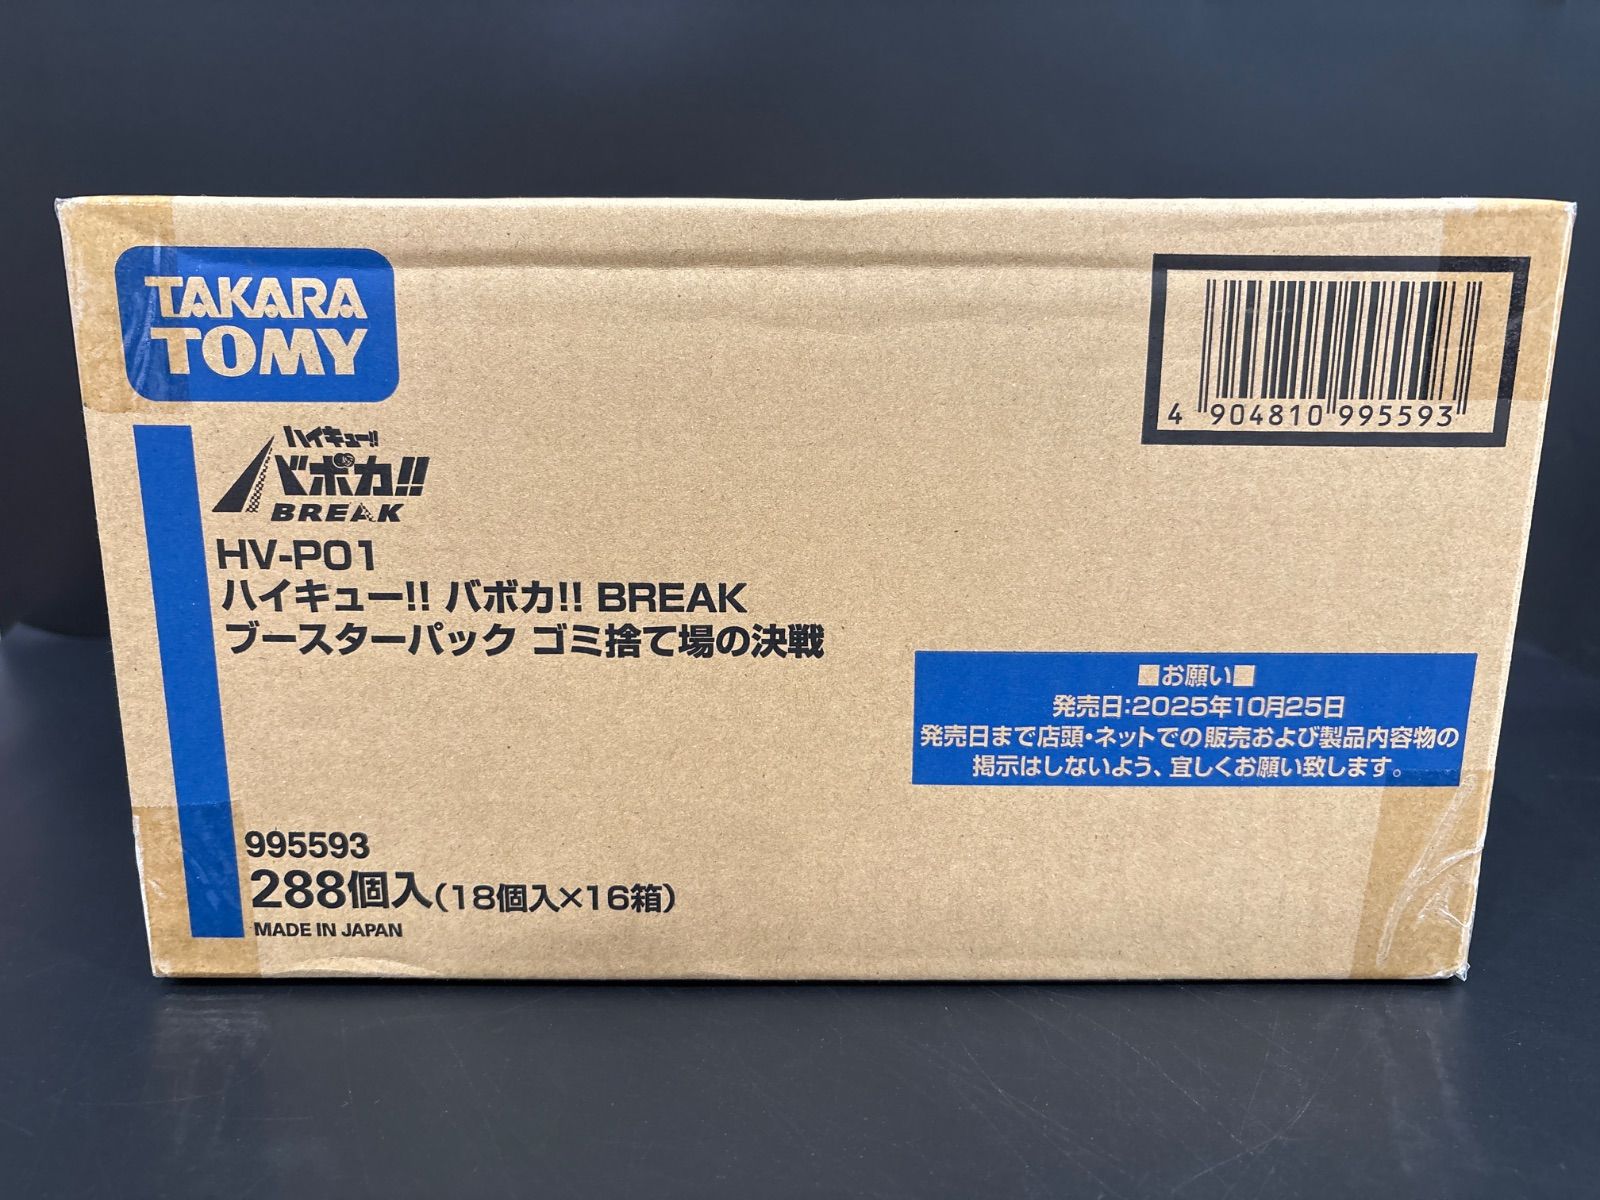 TAKARA
TOMY
4 904810 995593
ハイキュー!!
バボカ!!
BREAK
HV-P01
ハイキュー!! バボカ!! BREAK
ブースターパック ゴミ捨て場の決戦
■お願い■
発売日:2025年10月25日
発売日まで店頭・ネットでの販売および製品内容物の
掲示はしないよう、宜しくお願い致します。
995593
288個入(18個入×16箱)
MADE IN JAPAN